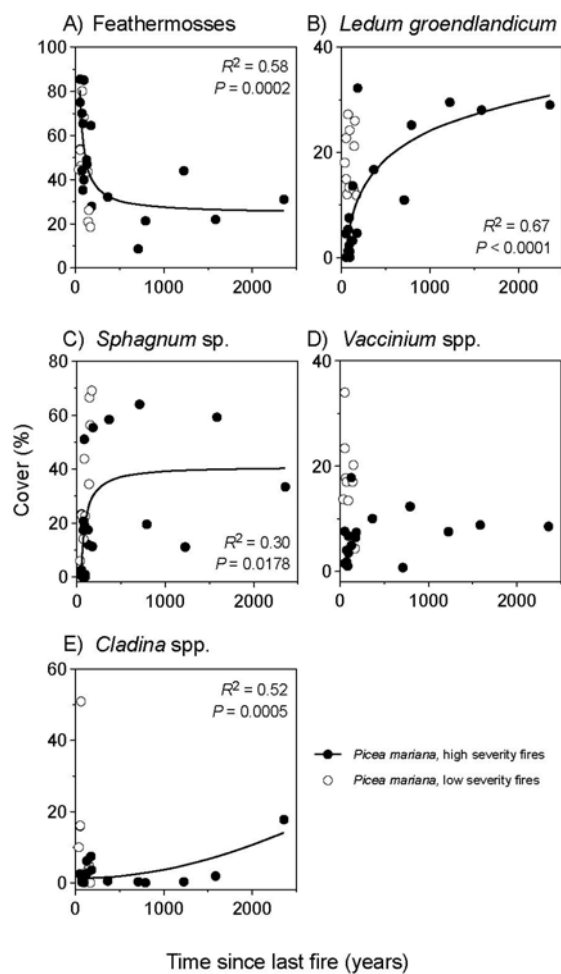 A) Feathermosses
100
80
60
40
20
0
0 1000 2000
R² = 0.58
P = 0.0002
B) Ledum groendlandicum
40
20
0
0 1000 2000
R² = 0.67
P < 0.0001
C) Sphagnum sp.
80
60
40
20
0
0 1000 2000
R² = 0.30
P = 0.0178
D) Vaccinium spp.
40
20
0
0 1000 2000
Cover (%)
E) Cladina spp.
60
40
20
0
0 1000 2000
R² = 0.52
P = 0.0005
Picea mariana, high severity fires
Picea mariana, low severity fires
Time since last fire (years)